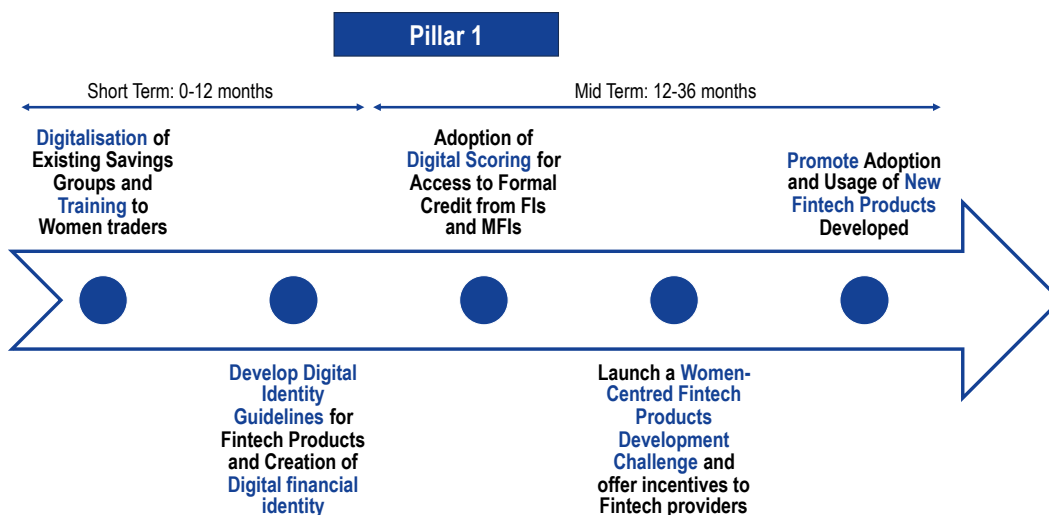 Pillar 1
Short Term: 0-12 months
Mid Term: 12-36 months
Digitalisation of
Existing Savings
Groups and
Training to
Women traders
Adoption of
Digital Scoring for
Access to Formal
Credit from FIs
and MFIs
Promote Adoption
and Usage of New
Fintech Products
Developed
Develop Digital
Identity
Guidelines for
Fintech Products
and Creation of
Digital financial
identity
Launch a Women-
Centred Fintech
Products
Development
Challenge and
offer incentives to
Fintech providers